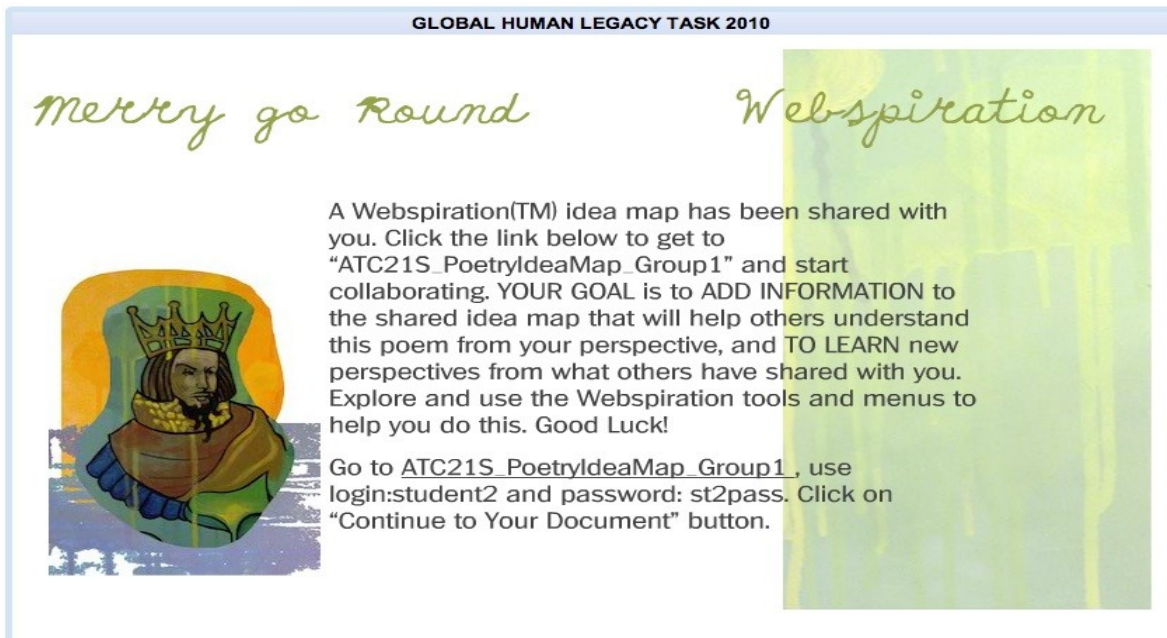 GLOBAL HUMAN LEGACY TASK 2010
Merry go Round
Webspiration
A Webspiration(TM) idea map has been shared with
you. Click the link below to get to
“ATC21S_PoetryIdeaMap_Group1” and start
collaborating. YOUR GOAL is to ADD INFORMATION to
the shared idea map that will help others understand
this poem from your perspective, and TO LEARN new
perspectives from what others have shared with you.
Explore and use the Webspiration tools and menus to
help you do this. Good Luck!
Go to ATC21S_PoetryIdeaMap_Group1 , use
login:student2 and password: st2pass. Click on
“Continue to Your Document” button.